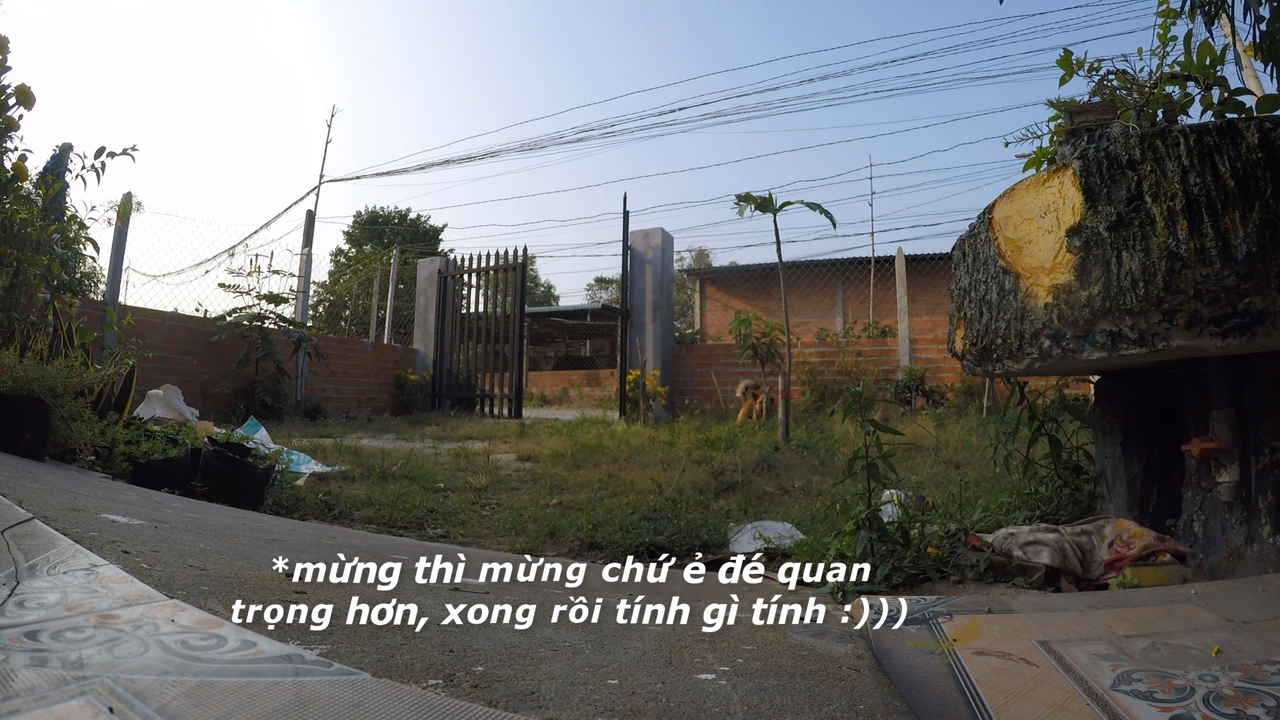 *mừng thì mừng chứ ẻ đé quan
trọng hơn, xong rồi tính gì tính :)))